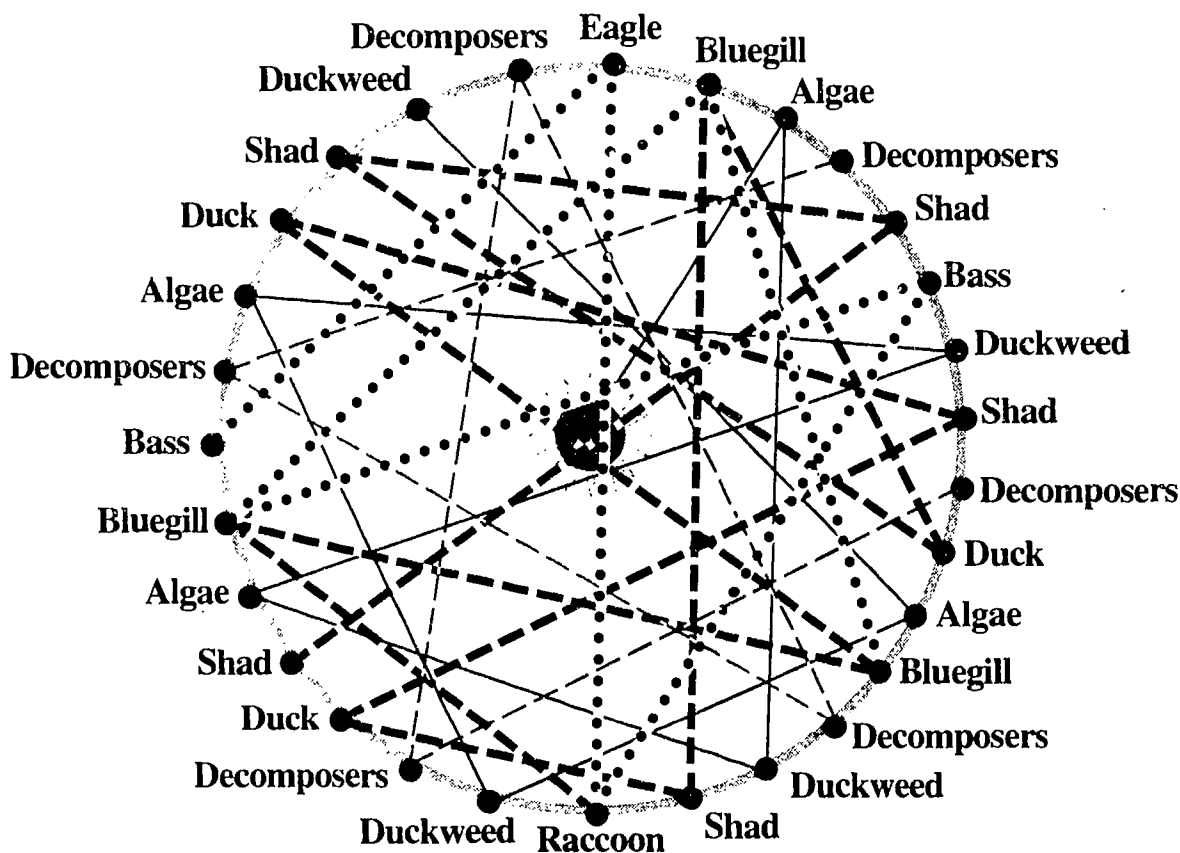 Eagle
Bluegill
Algae
Decomposers
Shad
Bass
Duckweed
Shad
Decomposers
Duck
Algae
Bluegill
Decomposers
Duckweed
Shad
Raccoon
Duckweed
Decomposers
Duck
Shad
Algae
Bluegill
Bass
Decomposers
Algae
Duck
Shad
Duckweed
Decomposers